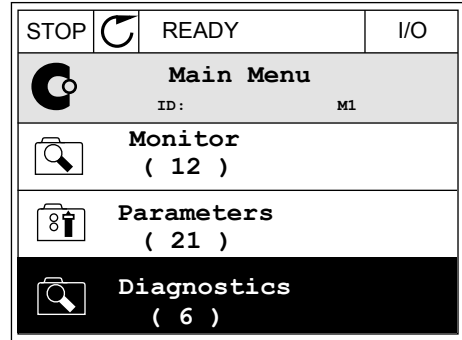 STOP READY I/O
Main Menu
ID: M1
Monitor
( 12 )
Parameters
( 21 )
Diagnostics
( 6 )